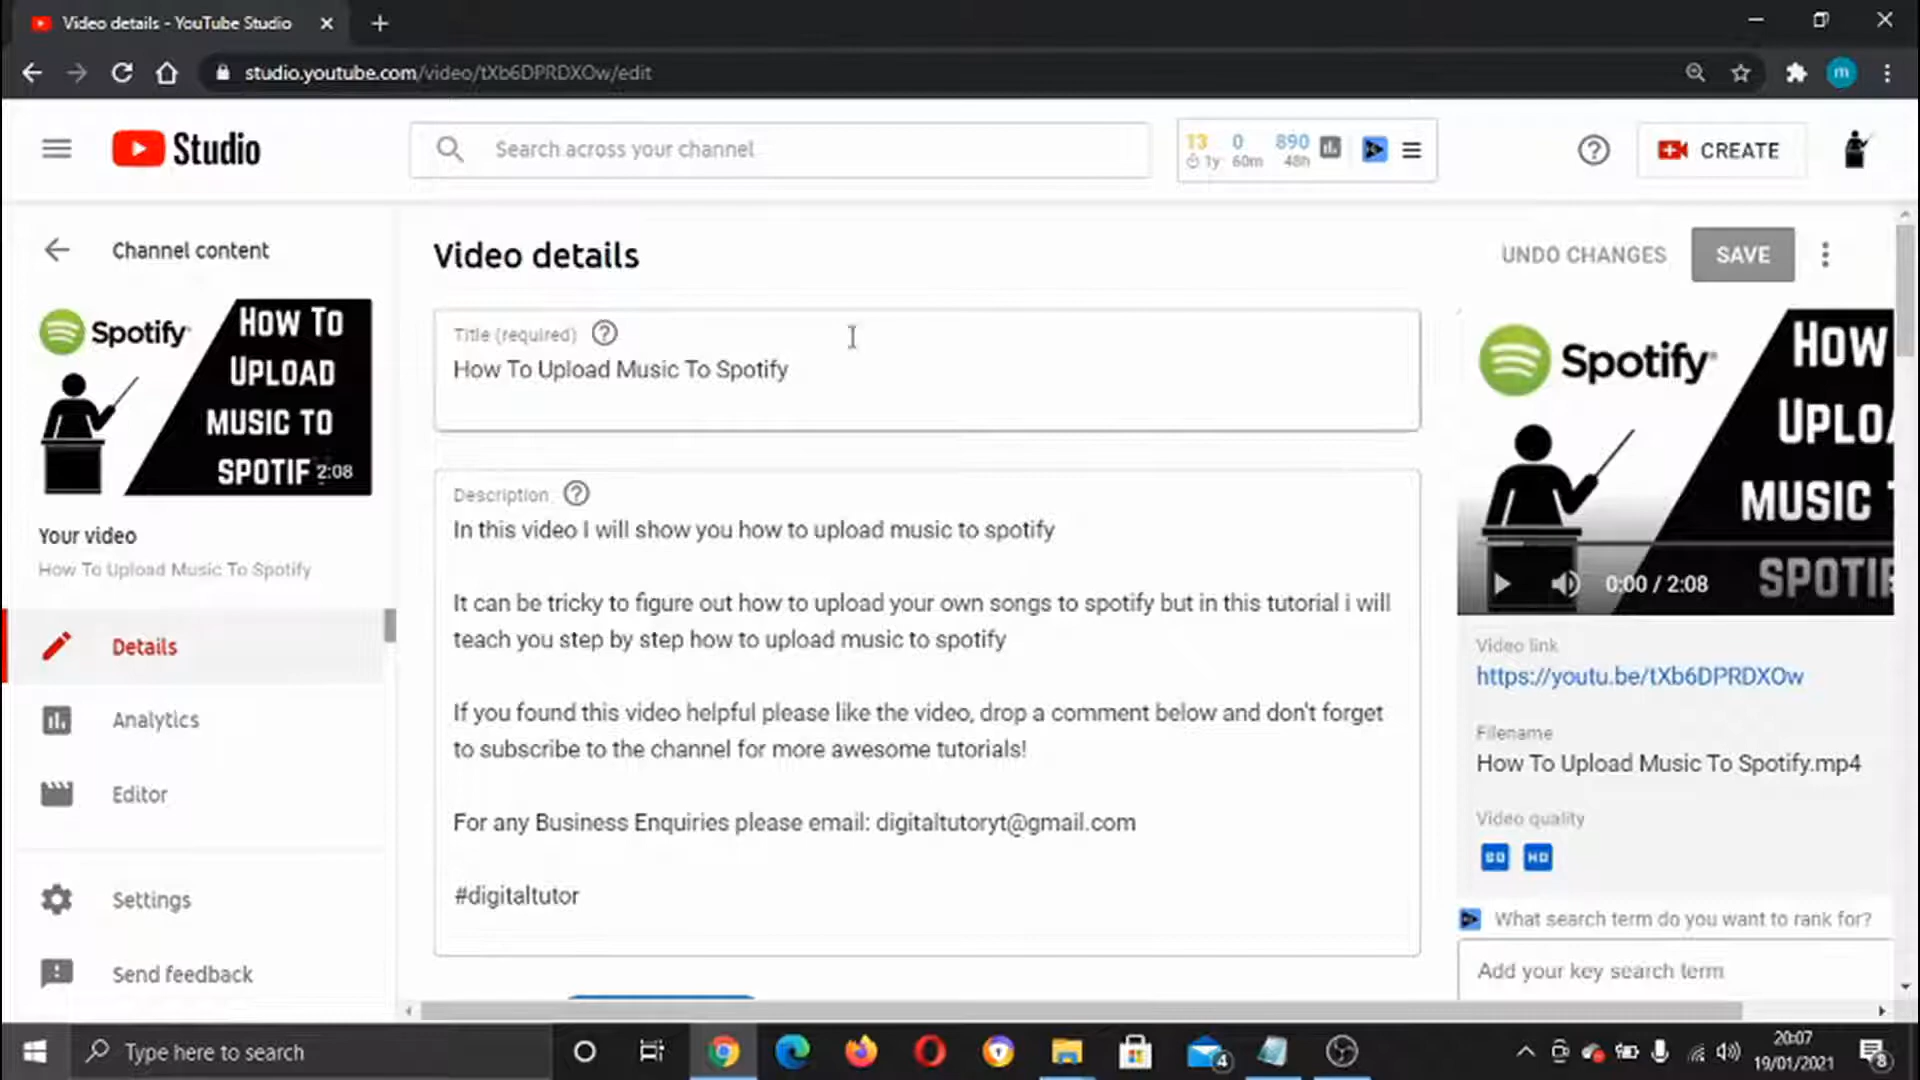 Video details - YouTube Studio
studio.youtube.com/video/tXb6DPRDXOw/edit
m
Studio
Search across your channel
13 0 890
1y 60m 48h
CREATE
Channel content
Video details
UNDO CHANGES
SAVE
Spotify
How To
Upload
music to
spotif
2:08
Your video
How To Upload Music To Spotify
Details
Analytics
Editor
Settings
Send feedback
Title (required)
How To Upload Music To Spotify
Description
In this video I will show you how to upload music to spotify
It can be tricky to figure out how to upload your own songs to spotify but in this tutorial i will
teach you step by step how to upload music to spotify
If you found this video helpful please like the video, drop a comment below and don't forget
to subscribe to the channel for more awesome tutorials!
For any Business Enquiries please email: digitaltutoryt@gmail.com
#digitaltutor
Spotify
How
Uplo
music
spotif
0:00 / 2:08
Video link
https://youtu.be/tXb6DPRDXOw
Filename
How To Upload Music To Spotify.mp4
Video quality
SD HD
What search term do you want to rank for?
Add your key search term
Type here to search
4
20:07
19/01/2021
8